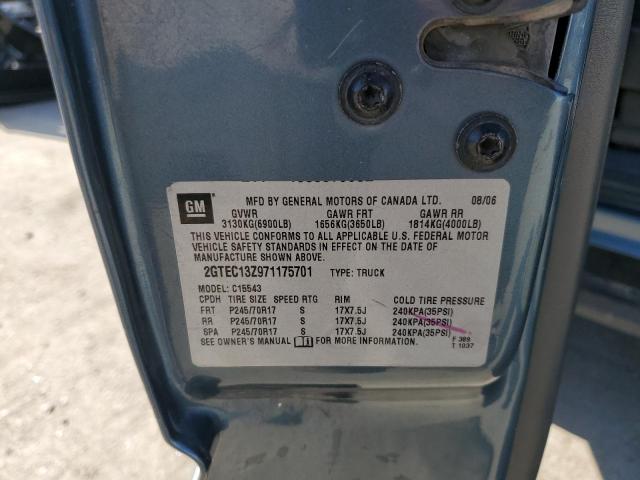 GM
MFD BY GENERAL MOTORS OF CANADA LTD. 08/06
GVWR GAWR FRT GAWR RR
3130KG(6900LB) 1656KG(3650LB) 1814KG(4000LB)
THIS VEHICLE CONFORMS TO ALL APPLICABLE U.S. FEDERAL MOTOR
VEHICLE SAFETY STANDARDS IN EFFECT ON THE DATE OF
MANUFACTURE SHOWN ABOVE.
2GTEC13Z971175701 TYPE: TRUCK
MODEL: C15543
CPDH TIRE SIZE SPEED RTG RIM COLD TIRE PRESSURE
FRT P245/70R17 S 17X7.5J 240KPA(35PSI)
RR P245/70R17 S 17X7.5J 240KPA(35PSI)
SPA P245/70R17 S 17X7.5J 240KPA(35PSI)
SEE OWNER'S MANUAL FOR MORE INFORMATION.
F 389
T 1037